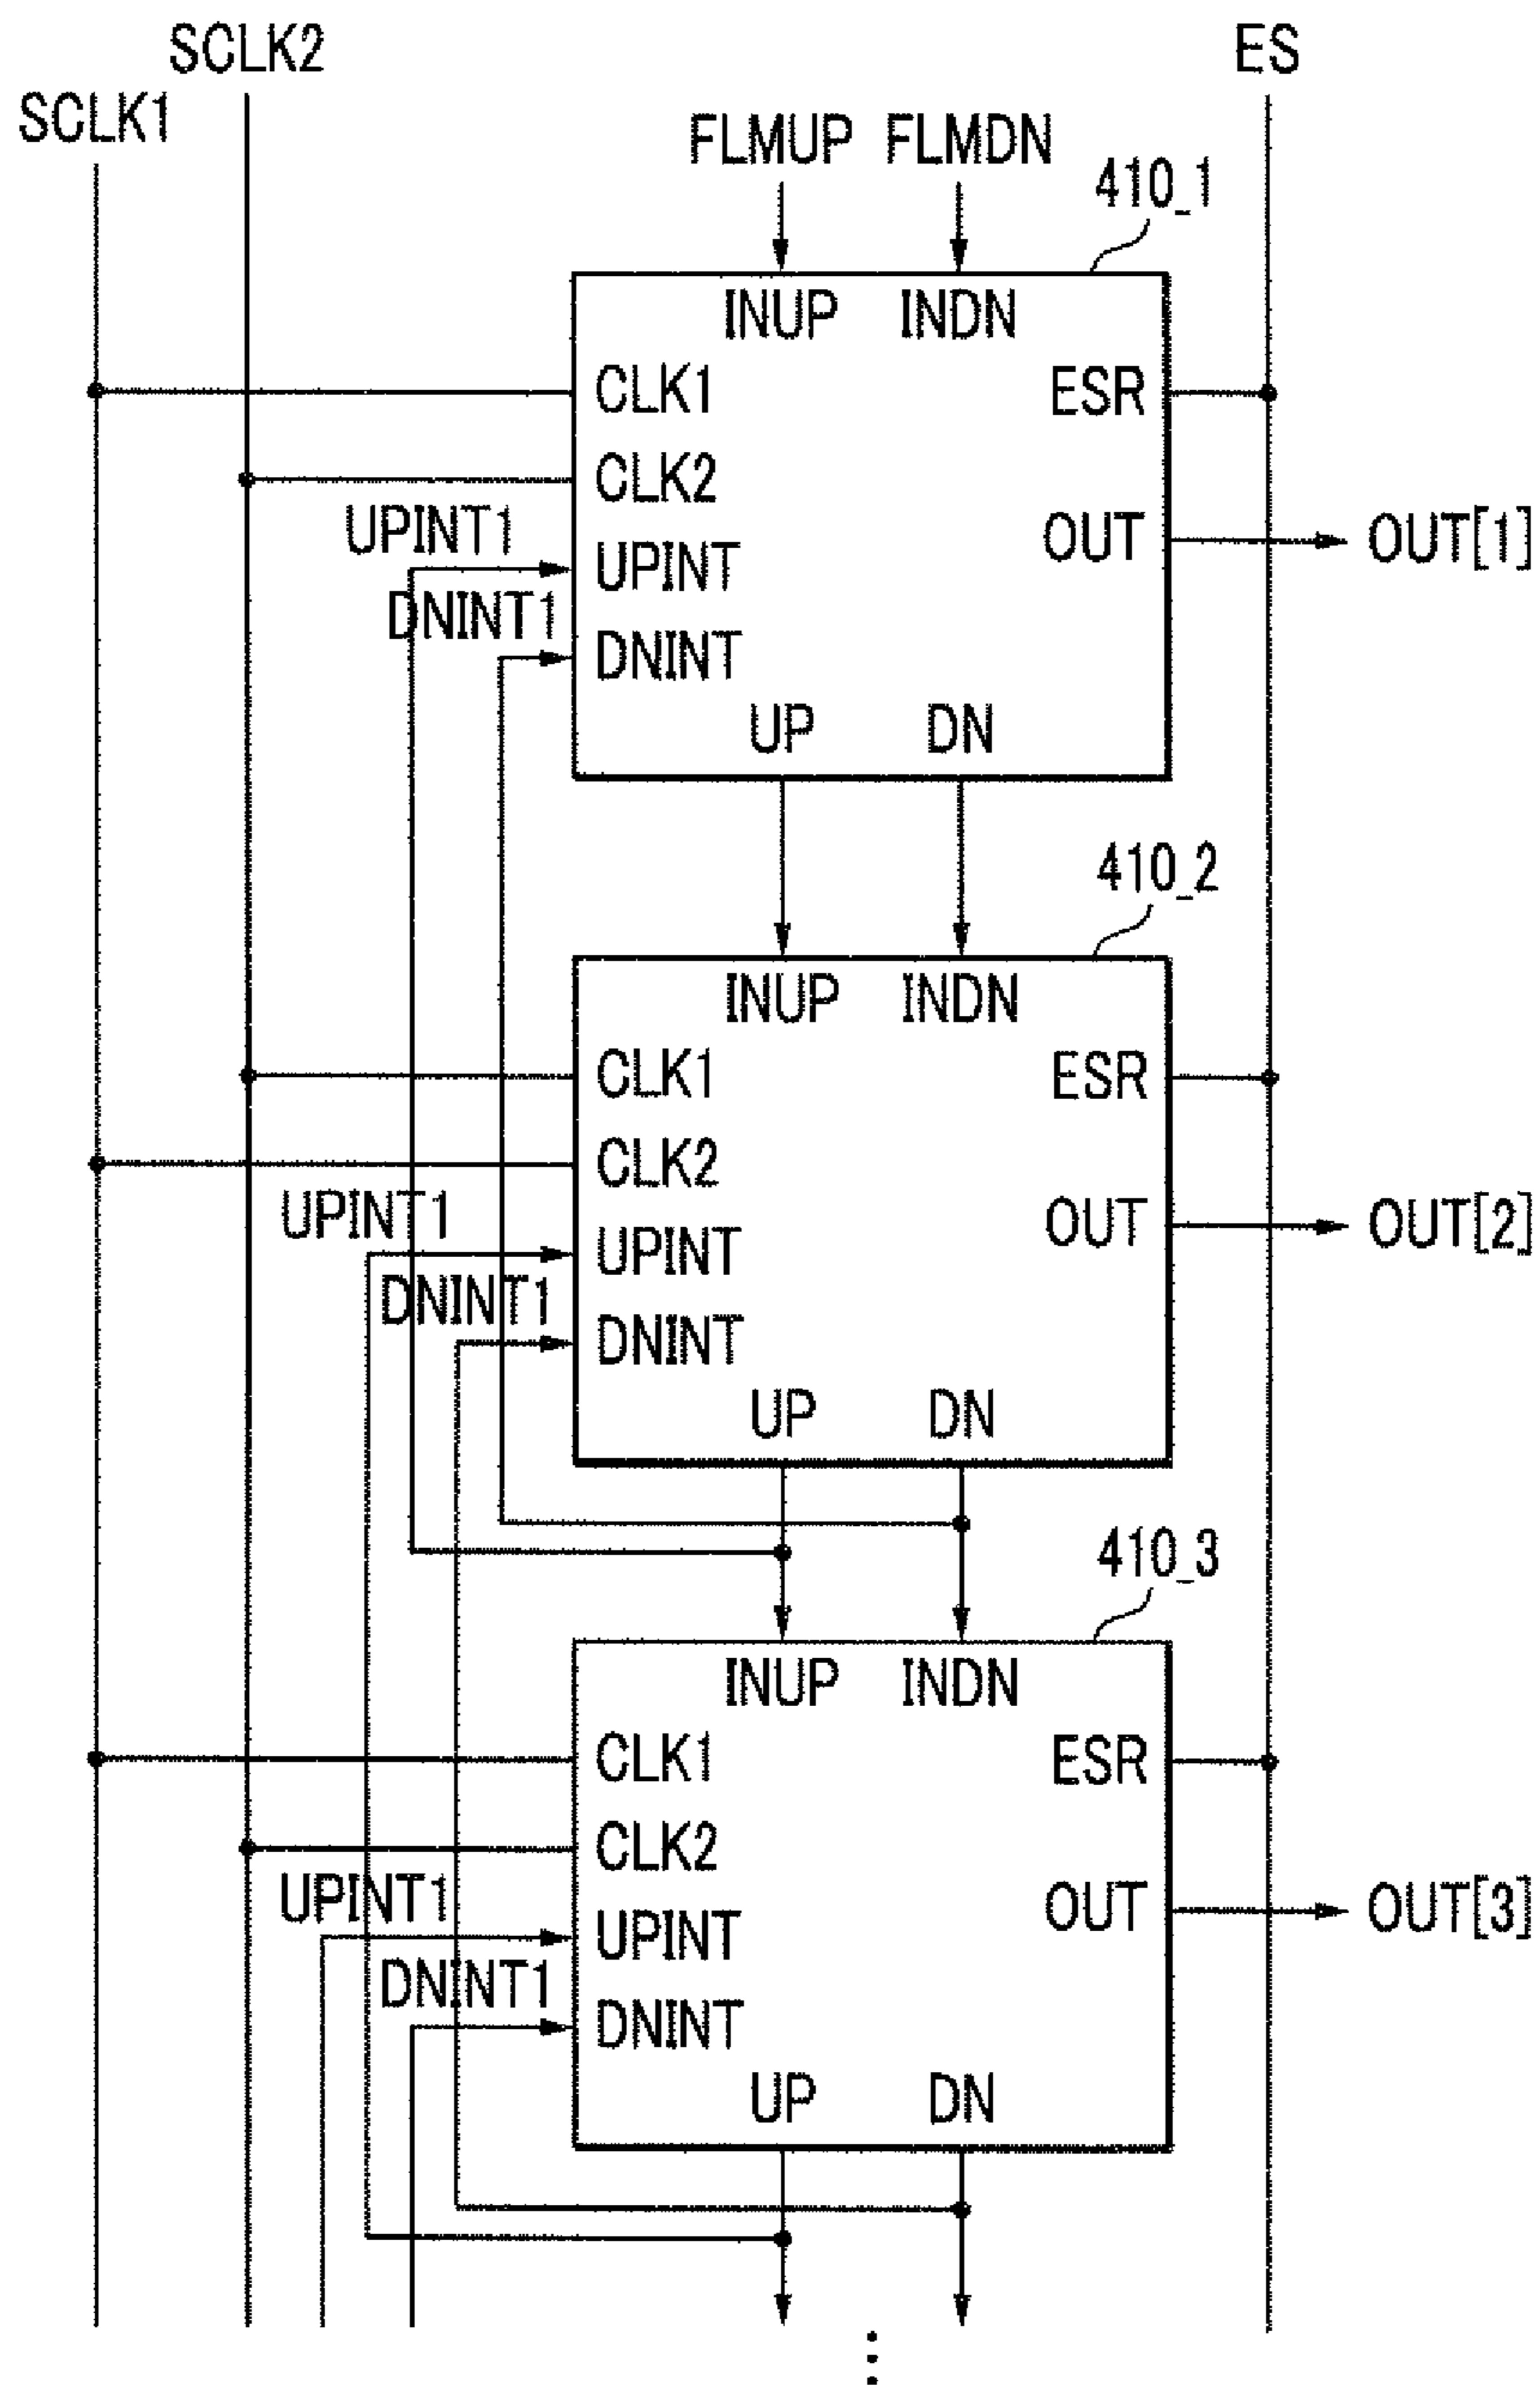 SCLK2
ES
SCLK1
FLMUP FLMDN
410_1
INUP INDN
CLK1
ESR
CLK2
UPINT1
UPINT
OUT
OUT[1]
DNINT1
DNINT
UP DN
410_2
INUP INDN
CLK1
ESR
CLK2
UPINT1
UPINT
OUT
OUT[2]
DNINT1
DNINT
UP DN
410_3
INUP INDN
CLK1
ESR
CLK2
UPINT1
UPINT
OUT
OUT[3]
DNINT1
DNINT
UP DN